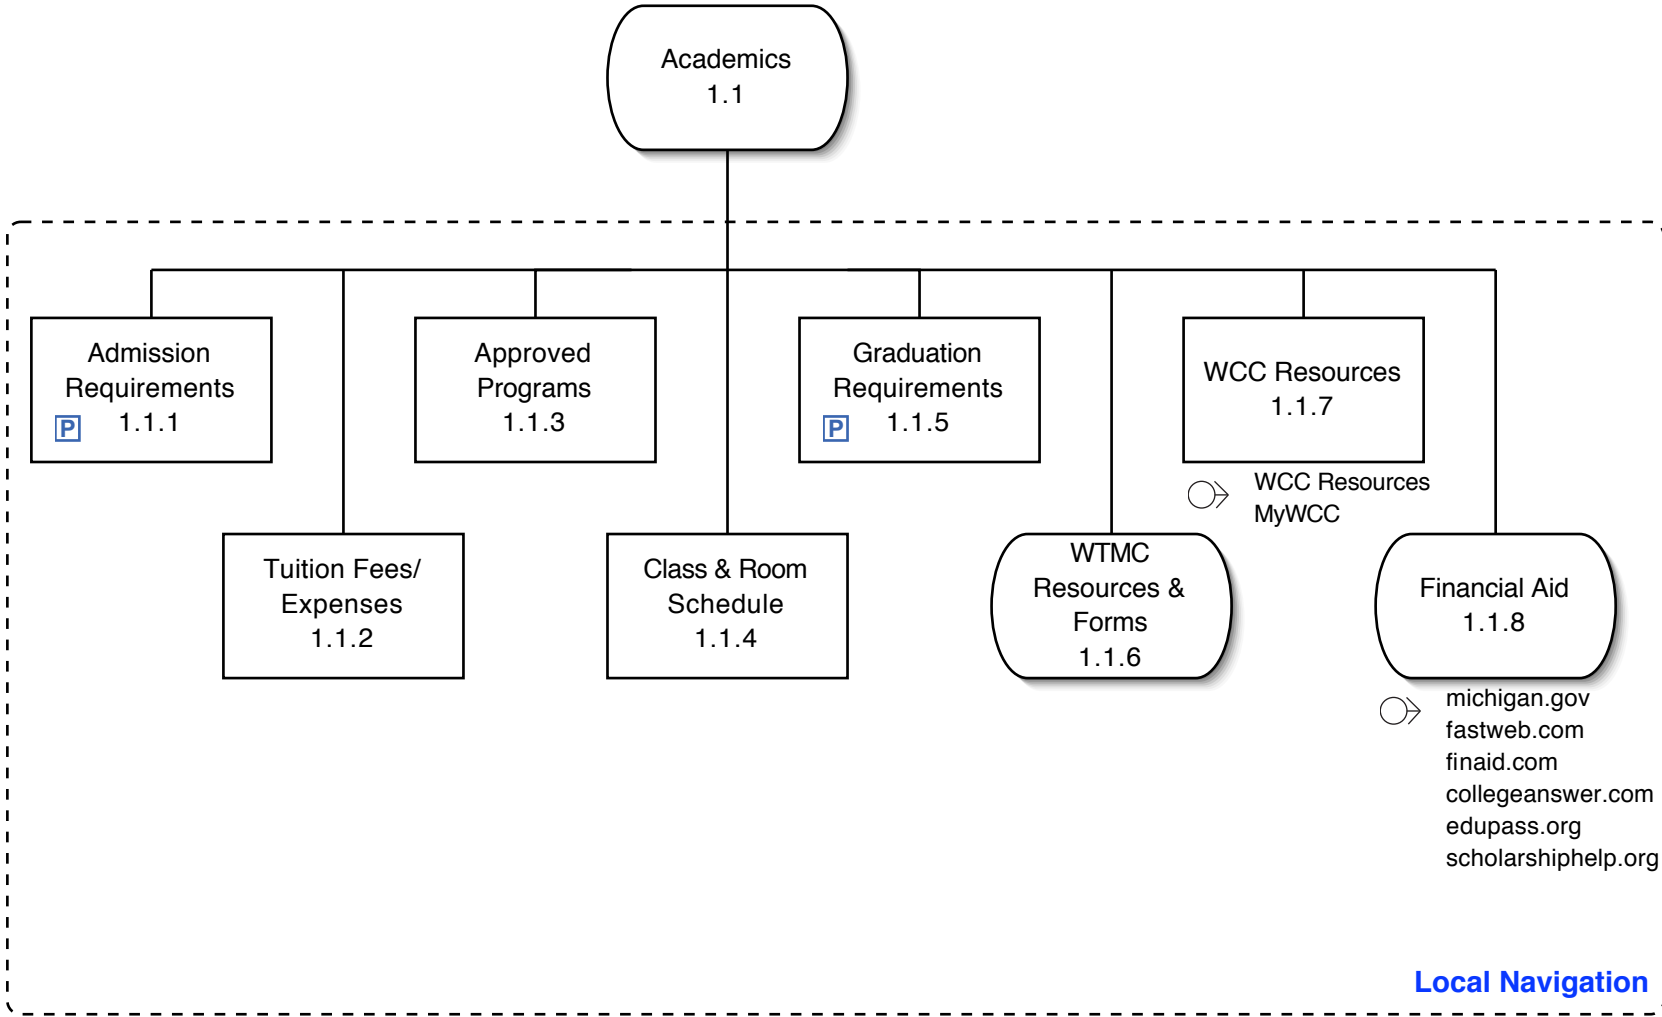 Academics
1.1
Admission
Requirements
1.1.1
P
Approved
Programs
1.1.3
Graduation
Requirements
1.1.5
P
WCC Resources
1.1.7
WCC Resources
MyWCC
Tuition Fees/
Expenses
1.1.2
Class & Room
Schedule
1.1.4
WTMC
Resources &
Forms
1.1.6
Financial Aid
1.1.8
michigan.gov
fastweb.com
finaid.com
collegeanswer.com
edupass.org
scholarshiphelp.org
Local Navigation